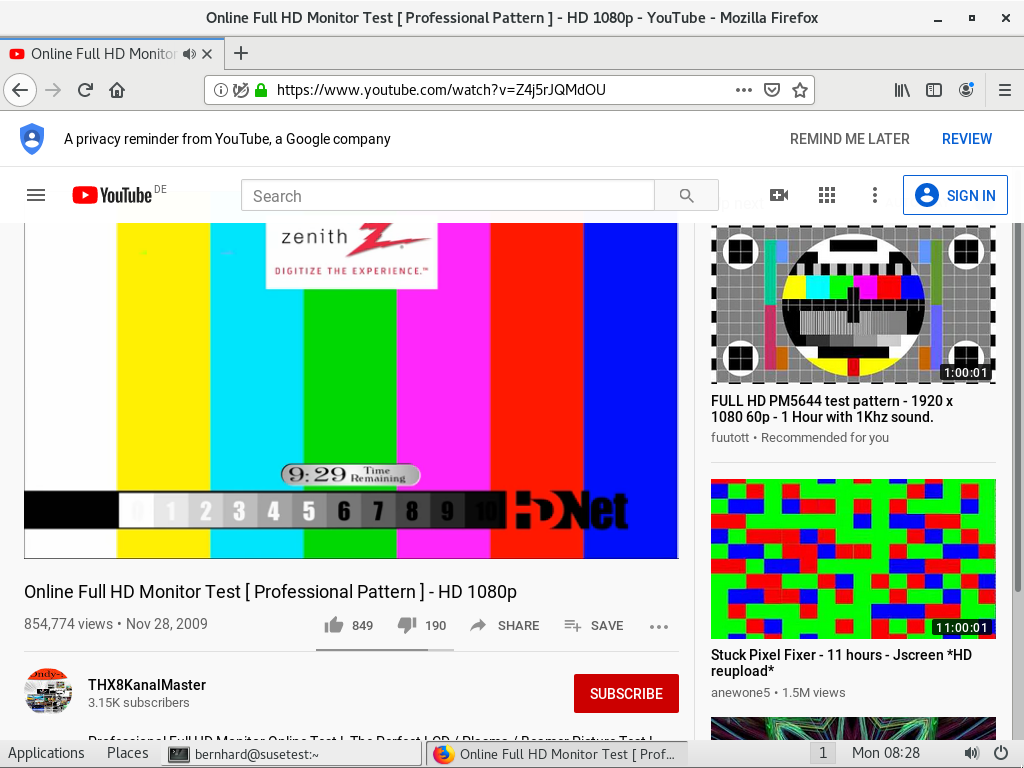 Online Full HD Monitor Test [ Professional Pattern ] - HD 1080p - YouTube - Mozilla Firefox
Online Full HD Monitor
https://www.youtube.com/watch?v=Z4j5rJQMdOU
A privacy reminder from YouTube, a Google company
REMIND ME LATER
REVIEW
YouTube DE
Search
SIGN IN
zenith
DIGITIZE THE EXPERIENCE.™
9:29 Time Remaining
1 2 3 4 5 6 7 8 9 10
HDNet
Online Full HD Monitor Test [ Professional Pattern ] - HD 1080p
854,774 views • Nov 28, 2009
849
190
SHARE
SAVE
THX8KanalMaster
3.15K subscribers
SUBSCRIBE
1:00:01
FULL HD PM5644 test pattern - 1920 x
1080 60p - 1 Hour with 1Khz sound.
fuutott • Recommended for you
11:00:01
Stuck Pixel Fixer - 11 hours - Jscreen *HD
reupload*
anewone5 • 1.5M views
Professional Full HD Monitor Online Test | The Perfect LCD / Plasma / Beamer Picture Test |
Applications
Places
bernhard@susetest:~
Online Full HD Monitor Test [ Prof...
1
Mon 08:28